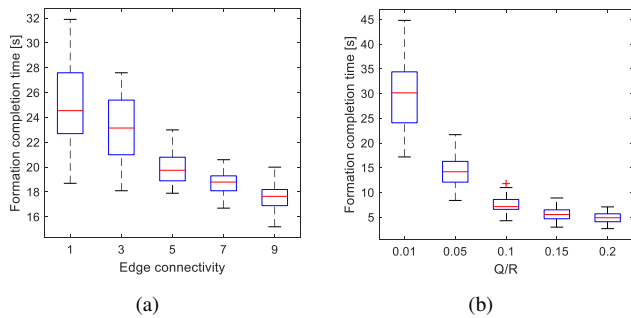 Formation completion time [s]
32
30
28
26
24
22
20
18
16
1 3 5 7 9
Edge connectivity
(a)
Formation completion time [s]
45
40
35
30
25
20
15
10
5
0.01 0.05 0.1 0.15 0.2
Q/R
(b)